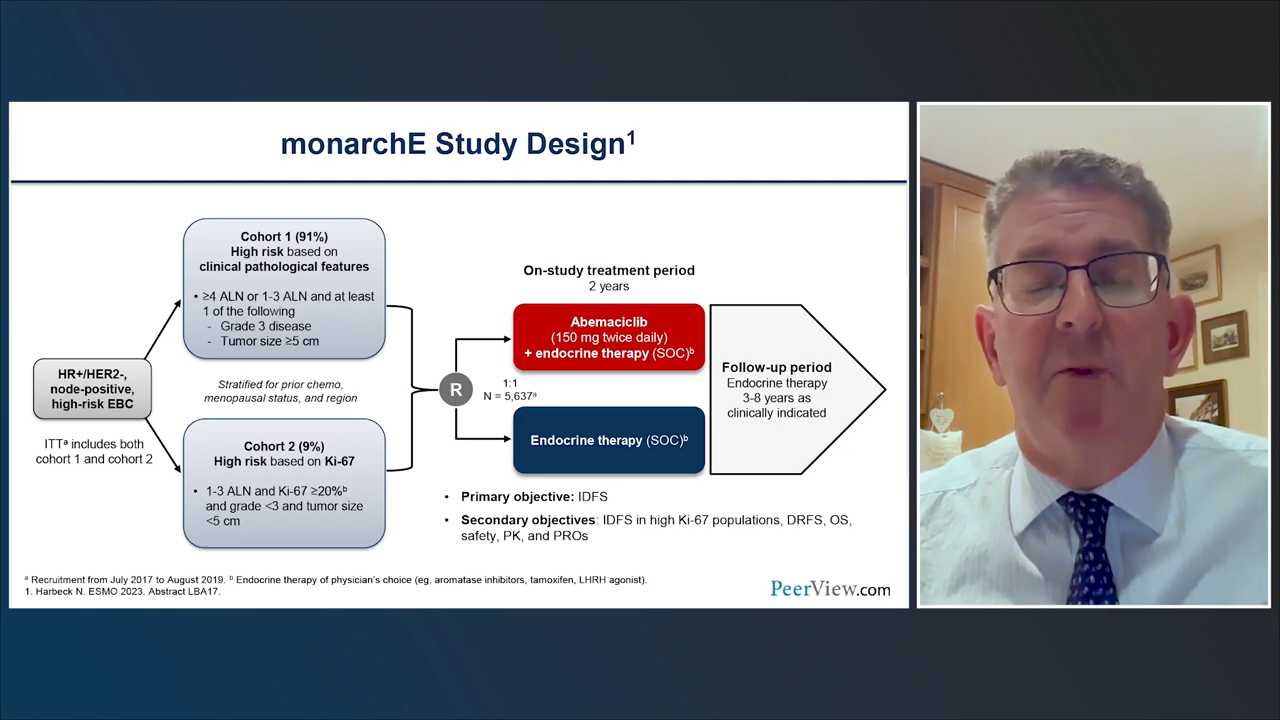 monarchE Study Design1
Cohort 1 (91%)
High risk based on
clinical pathological features
• ≥4 ALN or 1-3 ALN and at least
1 of the following
- Grade 3 disease
- Tumor size ≥5 cm
HR+/HER2-,
node-positive,
high-risk EBC
ITTa includes both
cohort 1 and cohort 2
Stratified for prior chemo,
menopausal status, and region
Cohort 2 (9%)
High risk based on Ki-67
• 1-3 ALN and Ki-67 ≥20%b
and grade <3 and tumor size
<5 cm
R
1:1
N = 5,637a
On-study treatment period
2 years
Abemaciclib
(150 mg twice daily)
+ endocrine therapy (SOC)b
Endocrine therapy (SOC)b
Follow-up period
Endocrine therapy
3-8 years as
clinically indicated
• Primary objective: IDFS
• Secondary objectives: IDFS in high Ki-67 populations, DRFS, OS,
safety, PK, and PROs
a Recruitment from July 2017 to August 2019. b Endocrine therapy of physician's choice (eg, aromatase inhibitors, tamoxifen, LHRH agonist).
1. Harbeck N. ESMO 2023. Abstract LBA17.
PeerView.com